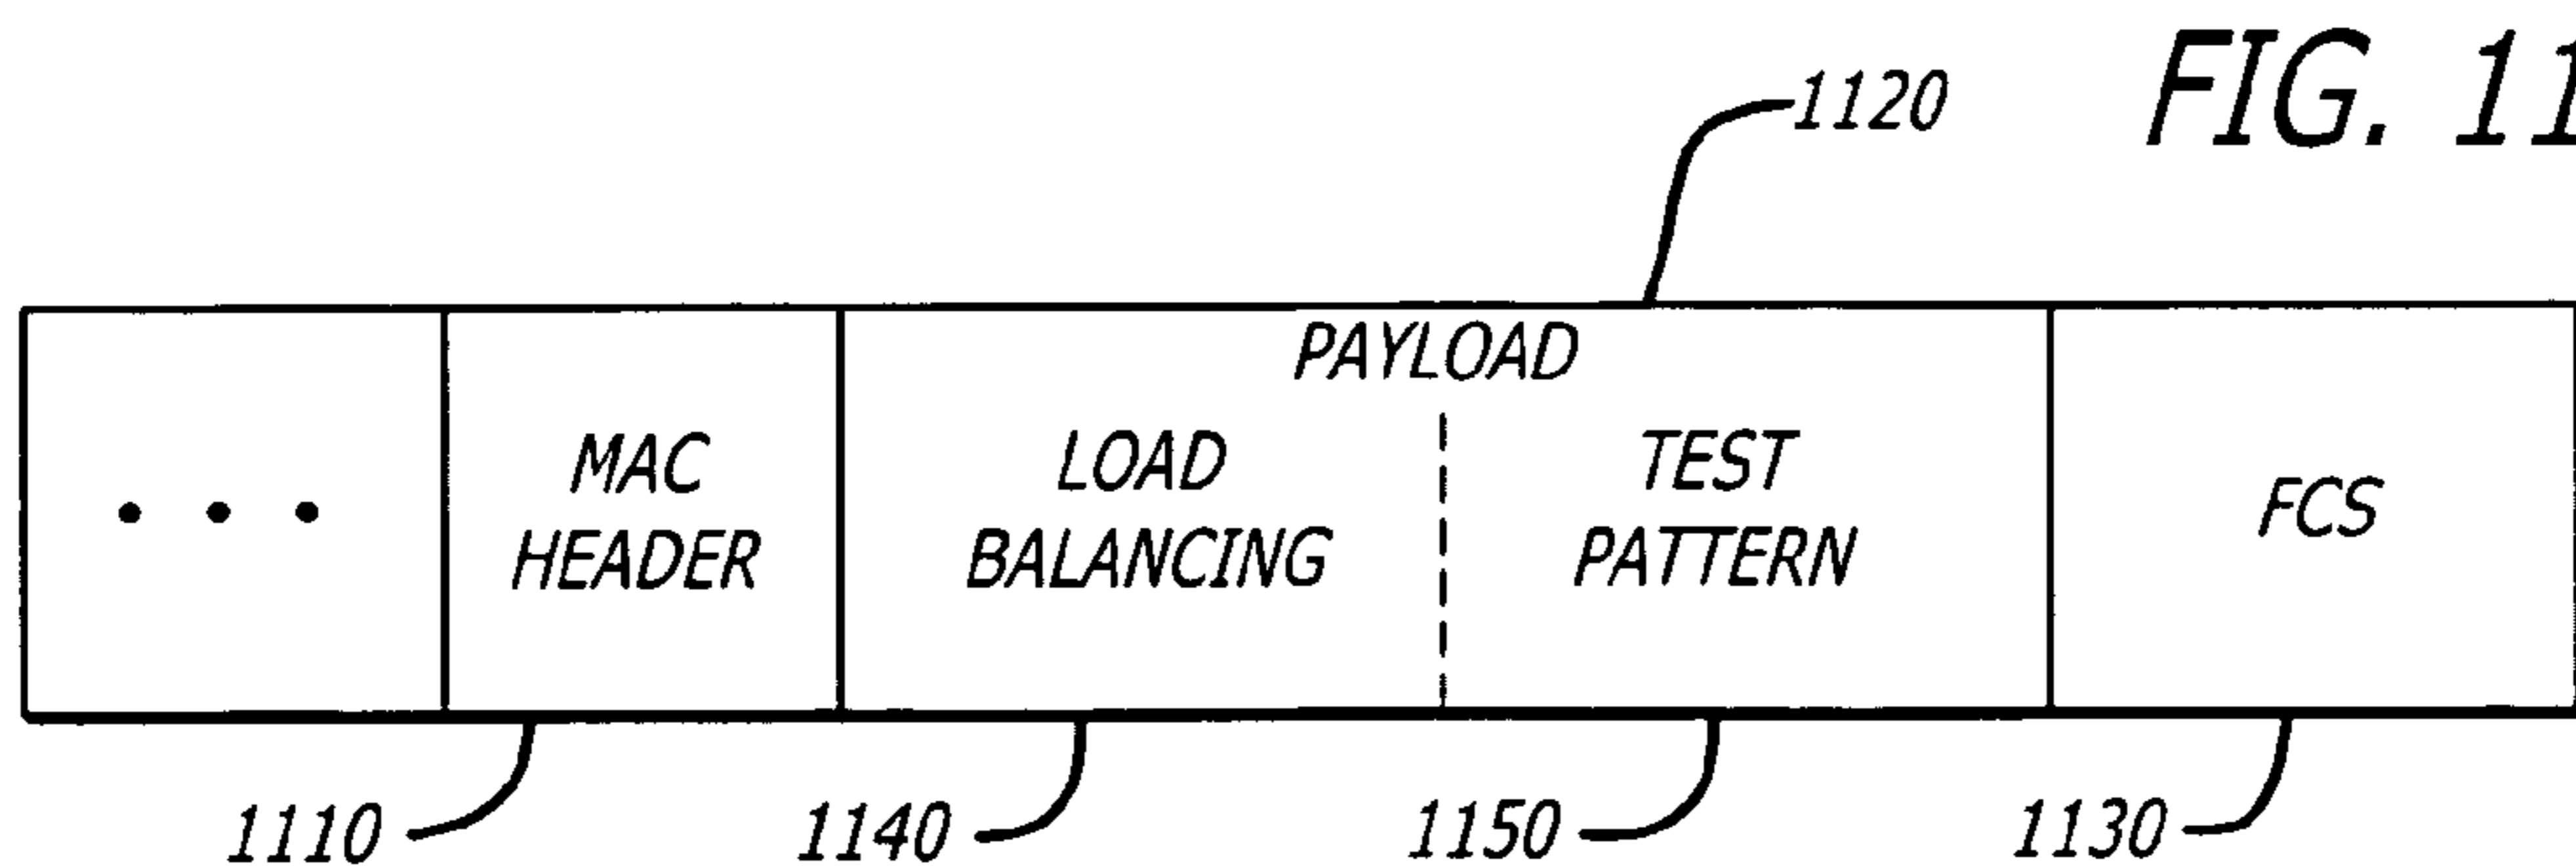 FIG. 11
1120
PAYLOAD
• • •
MAC
HEADER
LOAD
BALANCING
TEST
PATTERN
FCS
1110
1140
1150
1130